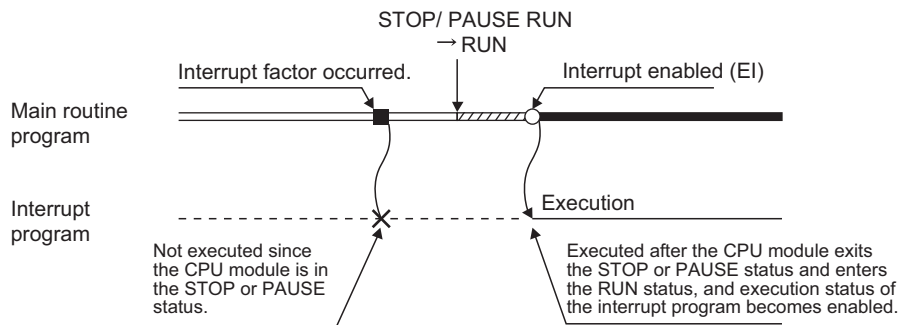 STOP/ PAUSE RUN
→ RUN
Interrupt factor occurred.
Interrupt enabled (EI)
Main routine
program
Interrupt
program
Execution
Not executed since
the CPU module is in
the STOP or PAUSE
status.
Executed after the CPU module exits
the STOP or PAUSE status and enters
the RUN status, and execution status of
the interrupt program becomes enabled.